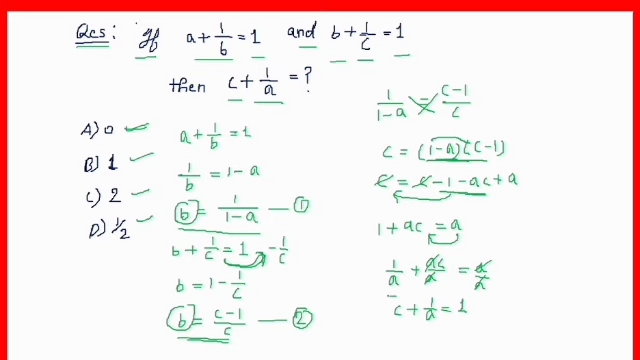 Qcs: If a + 1/b = 1 and b + 1/c = 1
then c + 1/a = ?
A) 0
B) 1
C) 2
D) 1/2
a + 1/b = 1
1/b = 1 - a
b = 1/(1-a) — ①
b + 1/c = 1 - 1/c
b = 1 - 1/c
b = (c-1)/c — ②
1/(1-a) = (c-1)/c
c = (1-a)(c-1)
c = c - 1 - ac + a
1 + ac = a
1/a + ac/a = a/a
c + 1/a = 1